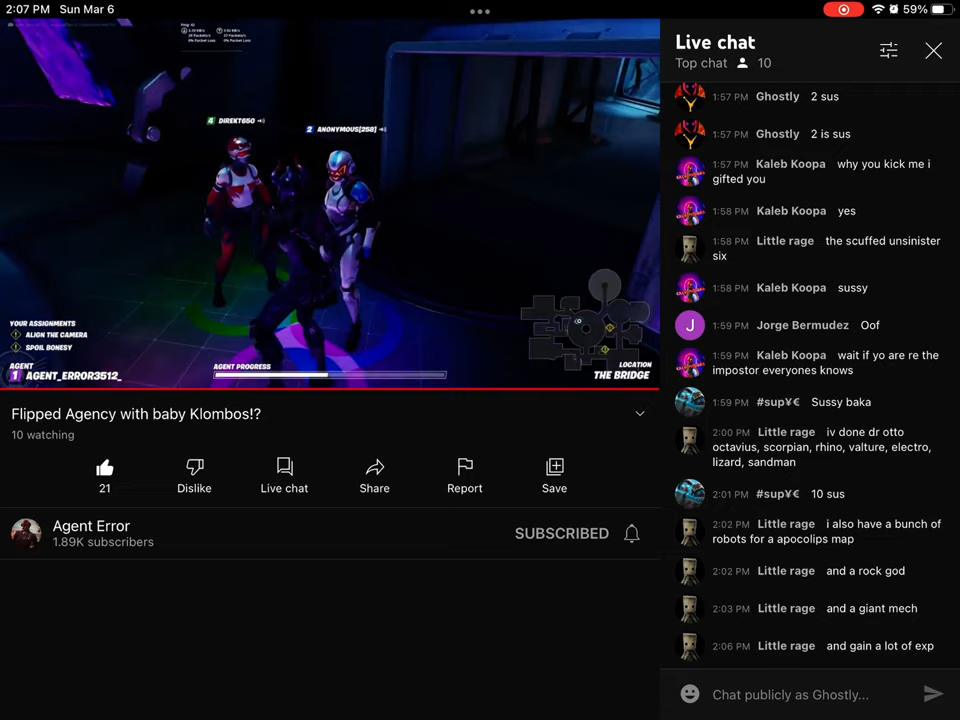 2:07 PM Sun Mar 6
59%
4 DIREKT650
2 ANONYMOUS[258]
YOUR ASSIGNMENTS
ALIGN THE CAMERA
SPOIL BONESY
AGENT
1 AGENT_ERROR3512_
AGENT PROGRESS
LOCATION
THE BRIDGE
Flipped Agency with baby Klombos!?
10 watching
21
Dislike
Live chat
Share
Report
Save
Agent Error
1.89K subscribers
SUBSCRIBED
Live chat
Top chat 10
1:57 PM Ghostly 2 sus
1:57 PM Ghostly 2 is sus
1:57 PM Kaleb Koopa why you kick me i
gifted you
1:58 PM Kaleb Koopa yes
1:58 PM Little rage the scuffed unsinister
six
1:58 PM Kaleb Koopa sussy
J
1:59 PM Jorge Bermudez Oof
1:59 PM Kaleb Koopa wait if yo are re the
impostor everyones knows
1:59 PM #sup¥€ Sussy baka
2:00 PM Little rage iv done dr otto
octavius, scorpian, rhino, valture, electro,
lizard, sandman
2:01 PM #sup¥€ 10 sus
2:02 PM Little rage i also have a bunch of
robots for a apocolips map
2:02 PM Little rage and a rock god
2:03 PM Little rage and a giant mech
2:06 PM Little rage and gain a lot of exp
Chat publicly as Ghostly...